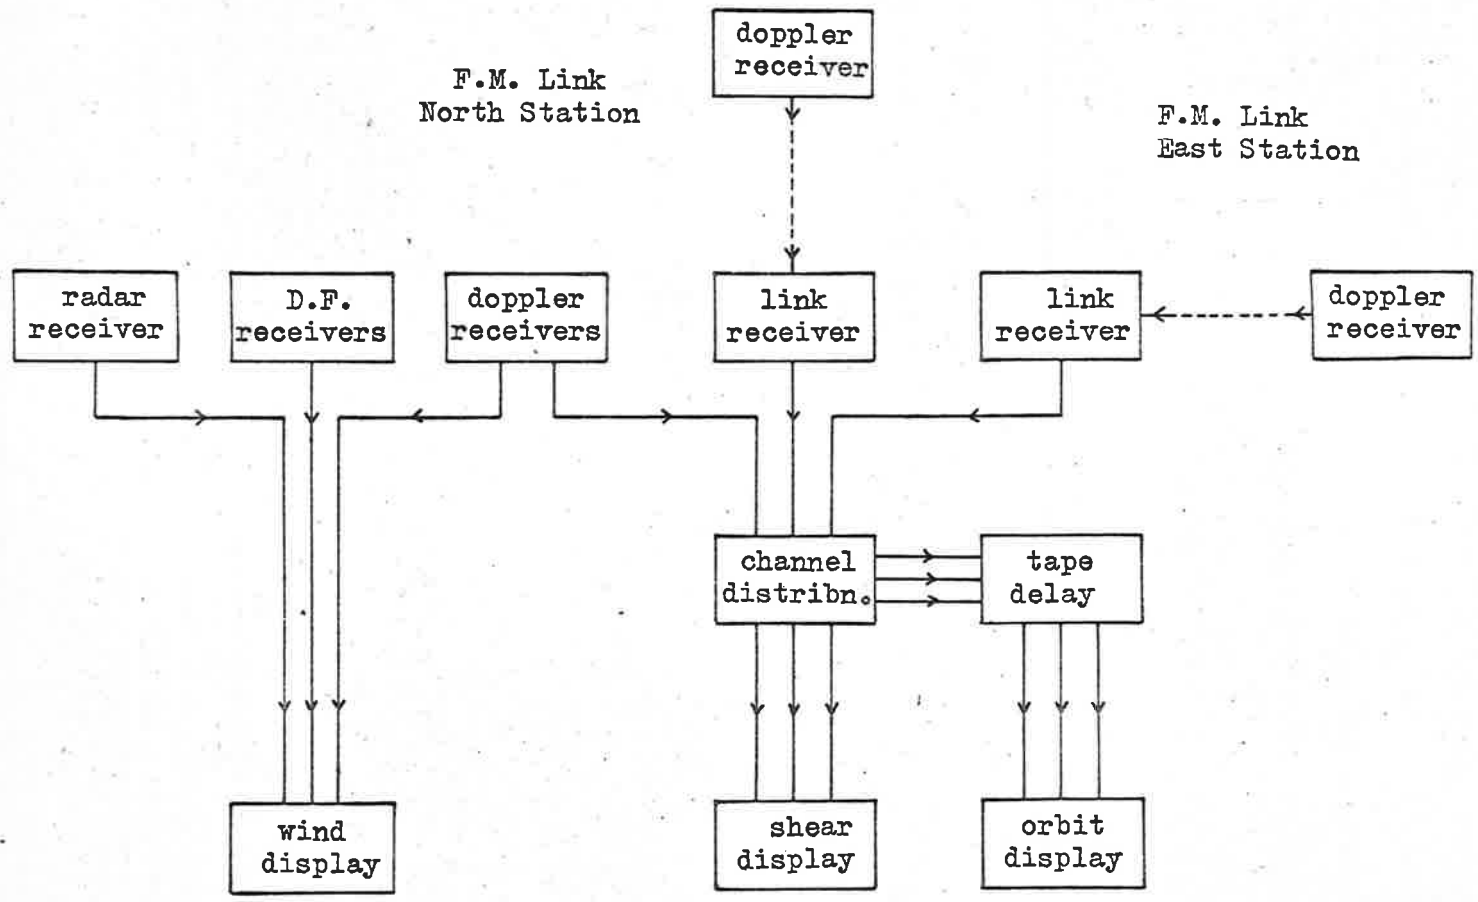 doppler
receiver
F.M. Link
North Station
F.M. Link
East Station
radar
receiver
D.F.
receivers
doppler
receivers
link
receiver
link
receiver
doppler
receiver
channel
distribn.
tape
delay
wind
display
shear
display
orbit
display